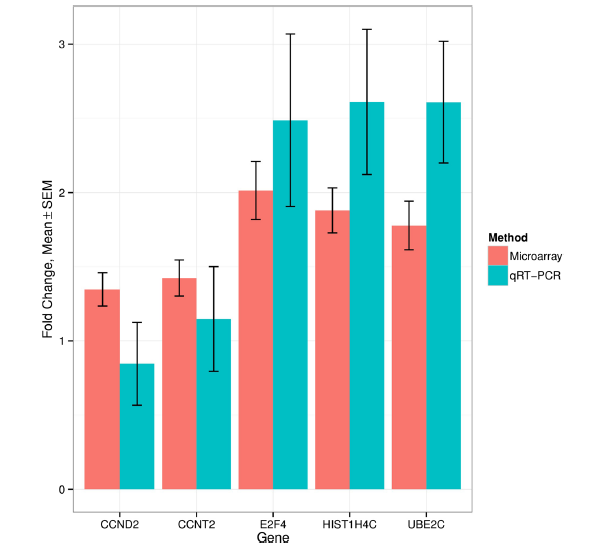 3
2
1
0
Fold Change, Mean ± SEM
CCND2 CCNT2 E2F4 HIST1H4C UBE2C
Gene
Method
Microarray
qRT−PCR